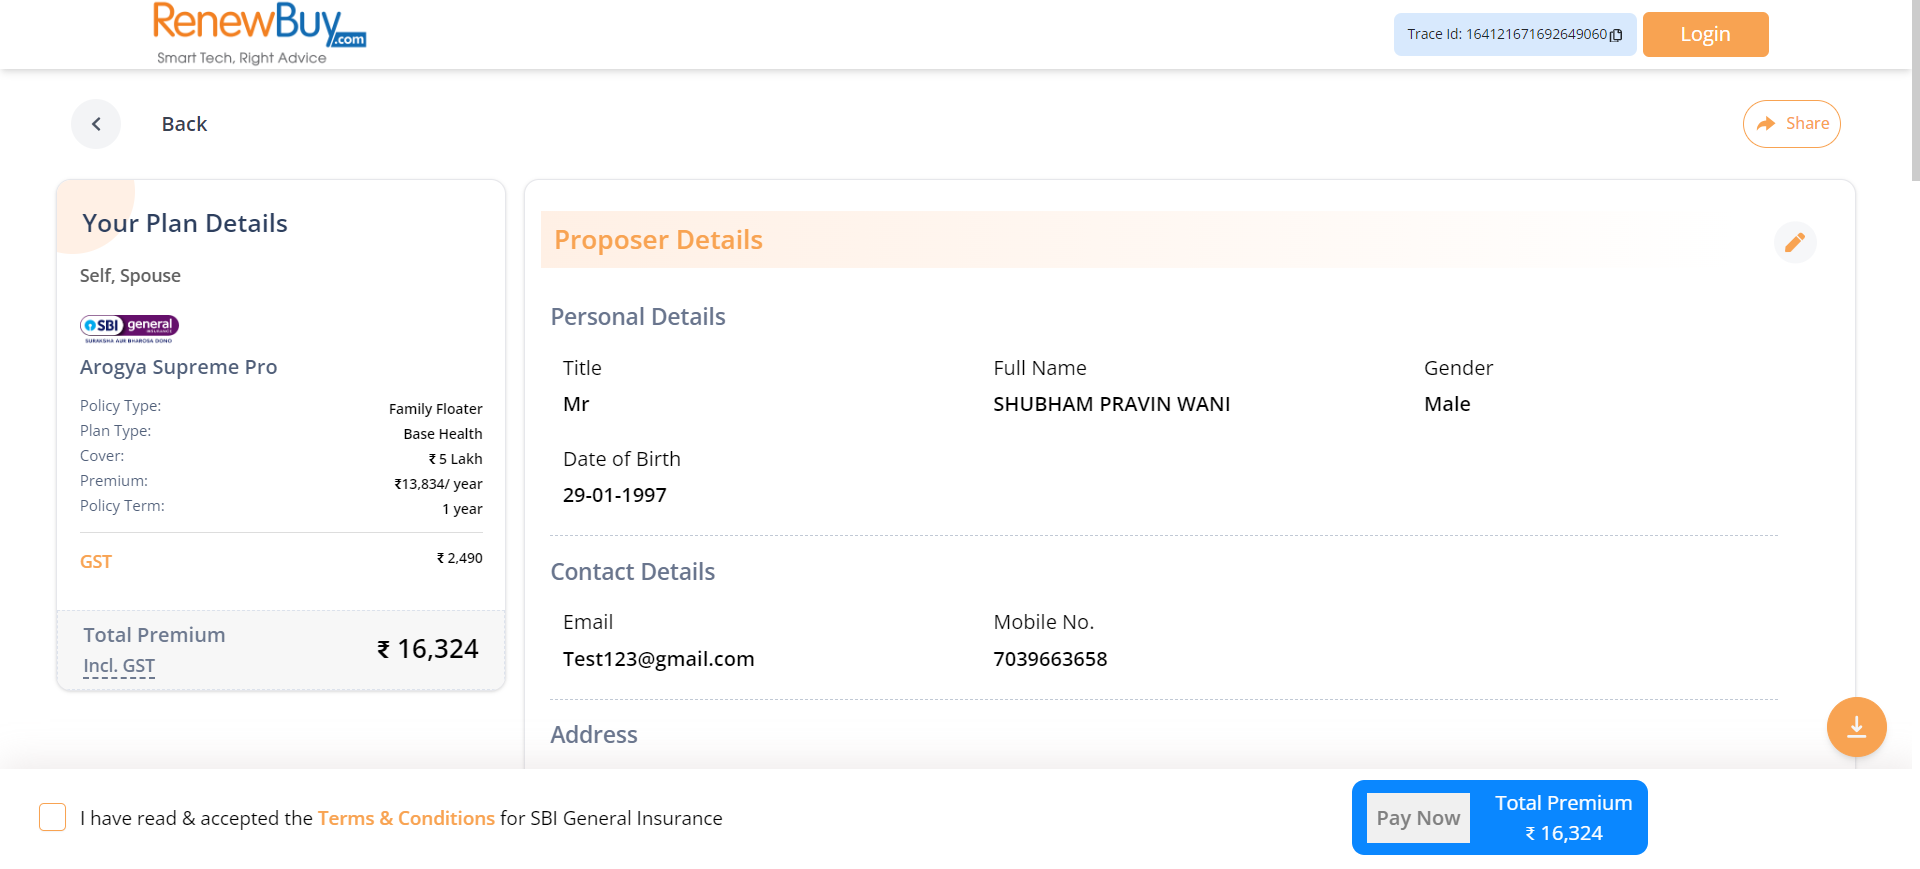 RenewBuy.com
Smart Tech, Right Advice
Trace Id: 164121671692649060
Login
Back
Share
Your Plan Details
Self, Spouse
SBI general
INSURANCE
SURAKSHA AUR BHAROSA DONO
Arogya Supreme Pro
Policy Type: Family Floater
Plan Type: Base Health
Cover: ₹ 5 Lakh
Premium: ₹13,834/ year
Policy Term: 1 year
GST ₹ 2,490
Total Premium
Incl. GST
₹ 16,324
Proposer Details
Personal Details
Title Full Name Gender
Mr SHUBHAM PRAVIN WANI Male
Date of Birth
29-01-1997
Contact Details
Email Mobile No.
Test123@gmail.com 7039663658
Address
I have read & accepted the Terms & Conditions for SBI General Insurance
Pay Now
Total Premium
₹ 16,324